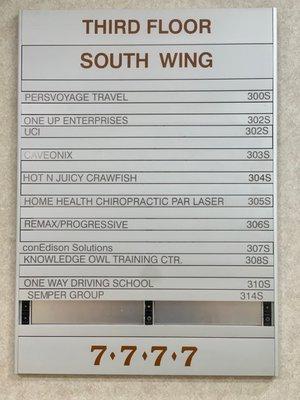 THIRD FLOOR
SOUTH WING
PERSVOYAGE TRAVEL 300S
ONE UP ENTERPRISES 302S
UCI 302S
CAVEONIX 303S
HOT N JUICY CRAWFISH 304S
HOME HEALTH CHIROPRACTIC PAR LASER 305S
REMAX/PROGRESSIVE 306S
conEdison Solutions 307S
KNOWLEDGE OWL TRAINING CTR. 308S
ONE WAY DRIVING SCHOOL 310S
SEMPER GROUP 314S
7♦7♦7♦7